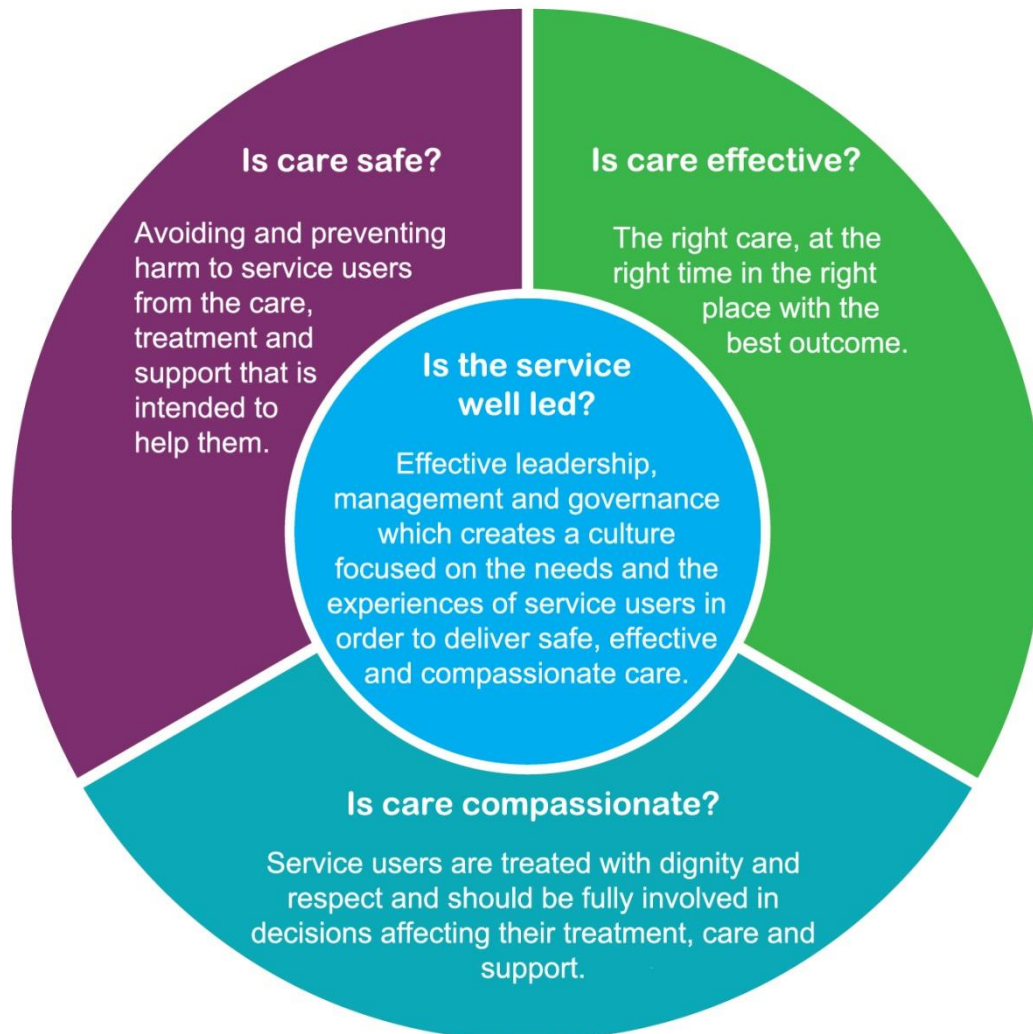 Is care safe?
Avoiding and preventing
harm to service users
from the care,
treatment and
support that is
intended to
help them.
Is care effective?
The right care, at the
right time in the right
place with the
best outcome.
Is the service
well led?
Effective leadership,
management and governance
which creates a culture
focused on the needs and the
experiences of service users in
order to deliver safe, effective
and compassionate care.
Is care compassionate?
Service users are treated with dignity and
respect and should be fully involved in
decisions affecting their treatment, care and
support.